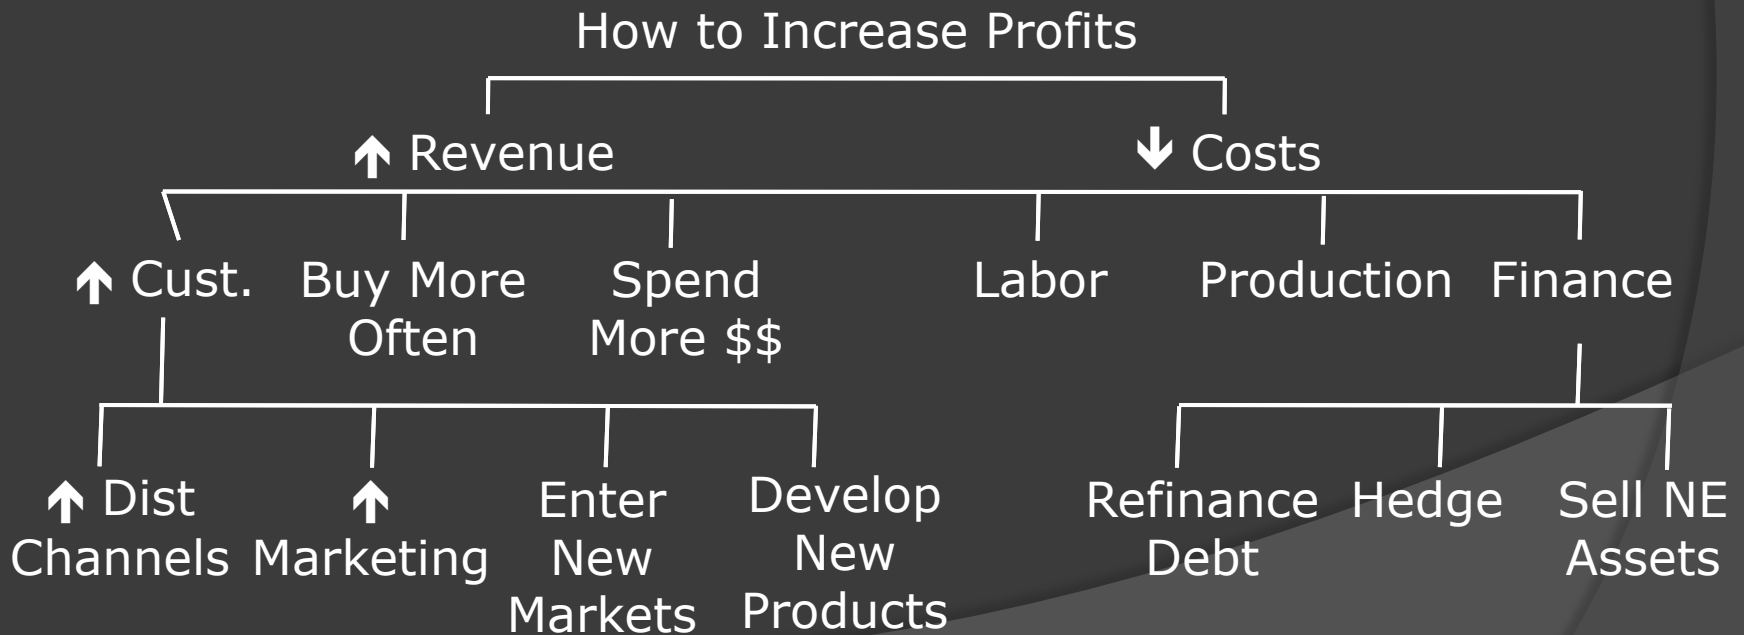 How to Increase Profits
🡹 Revenue
🡻 Costs
🡹 Cust.
Buy More
Often
Spend
More $$
Labor
Production
Finance
🡹 Dist
Channels
🡹
Marketing
Enter
New
Markets
Develop
New
Products
Refinance
Debt
Hedge
Sell NE
Assets